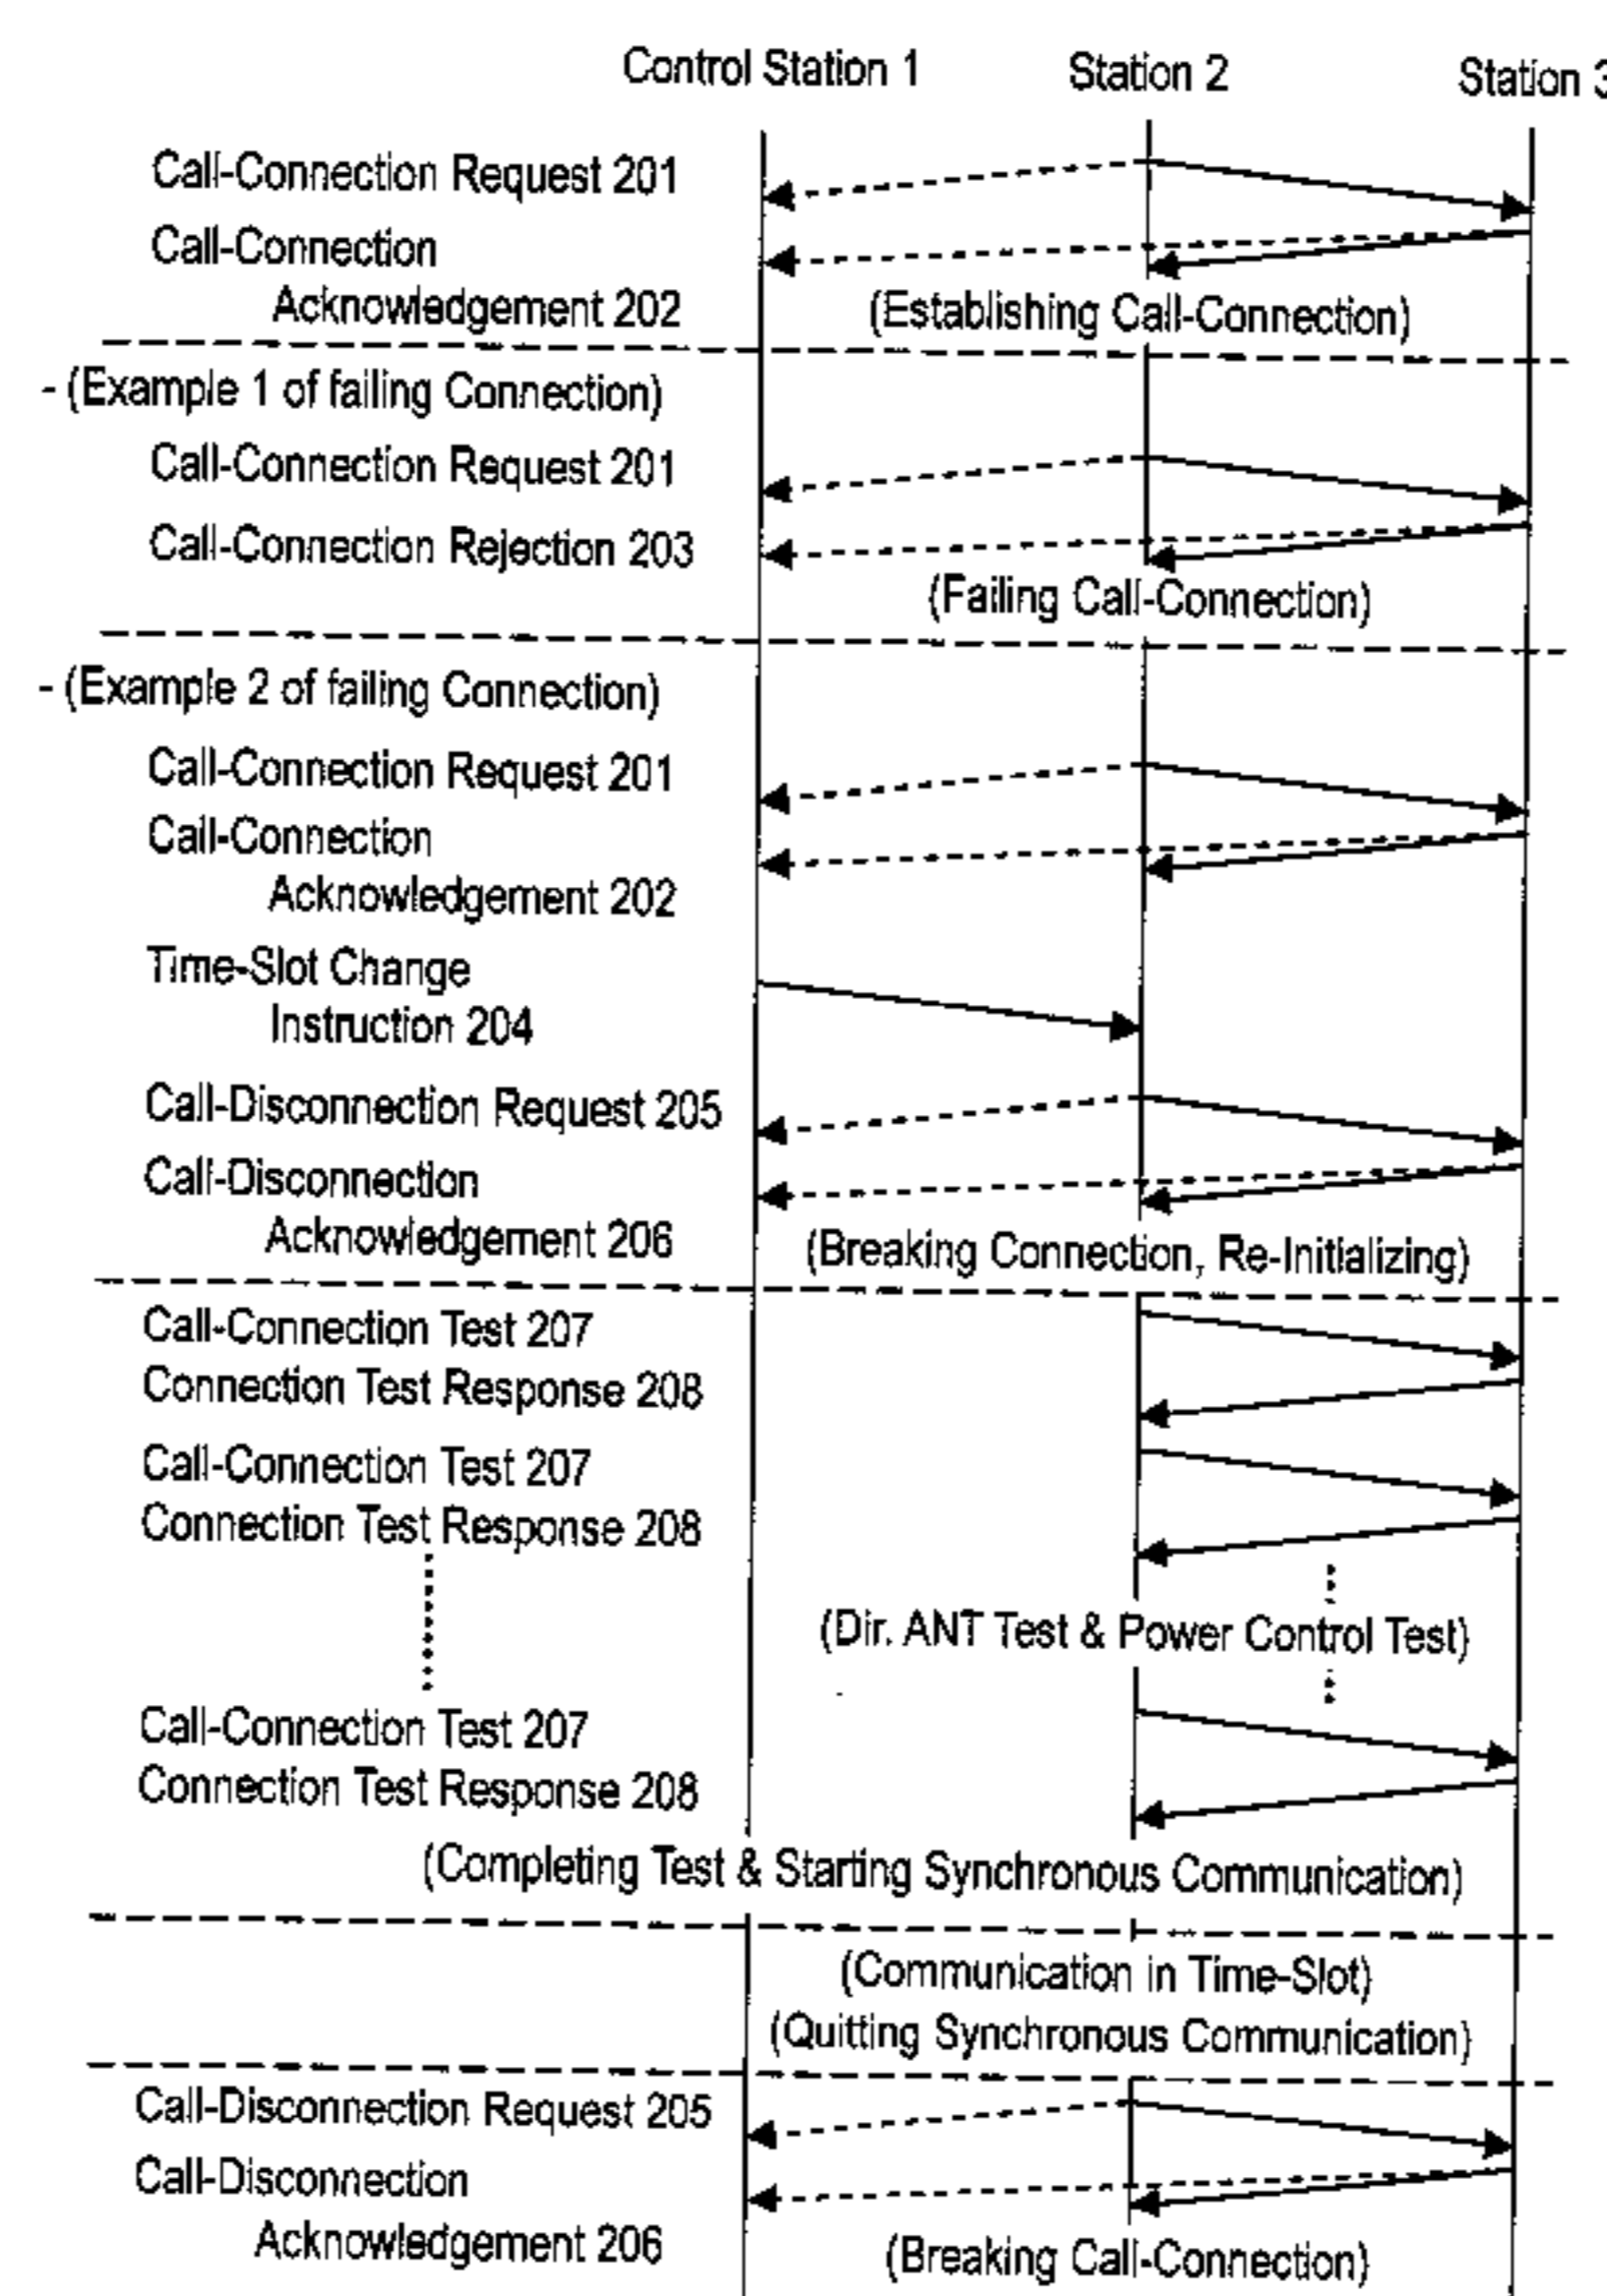 Control Station 1 Station 2 Station 3
Call-Connection Request 201
Call-Connection
Acknowledgement 202
(Establishing Call-Connection)
- (Example 1 of failing Connection)
Call-Connection Request 201
Call-Connection Rejection 203
(Failing Call-Connection)
- (Example 2 of failing Connection)
Call-Connection Request 201
Call-Connection
Acknowledgement 202
Time-Slot Change
Instruction 204
Call-Disconnection Request 205
Call-Disconnection
Acknowledgement 206
(Breaking Connection, Re-Initializing)
Call-Connection Test 207
Connection Test Response 208
Call-Connection Test 207
Connection Test Response 208
(Dir. ANT Test & Power Control Test)
Call-Connection Test 207
Connection Test Response 208
(Completing Test & Starting Synchronous Communication)
(Communication in Time-Slot)
(Quitting Synchronous Communication)
Call-Disconnection Request 205
Call-Disconnection
Acknowledgement 206
(Breaking Call-Connection)